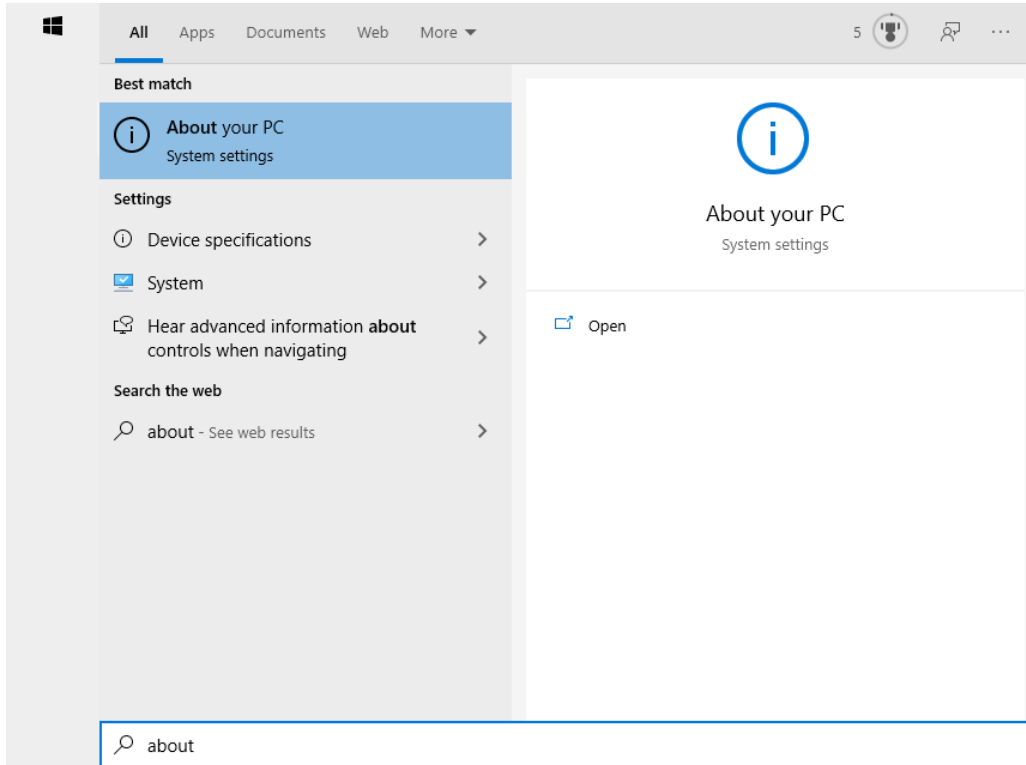 All Apps Documents Web More 5 ...
Best match
About your PC
System settings
Settings
Device specifications
System
Hear advanced information about
controls when navigating
Search the web
about - See web results
About your PC
System settings
Open
about